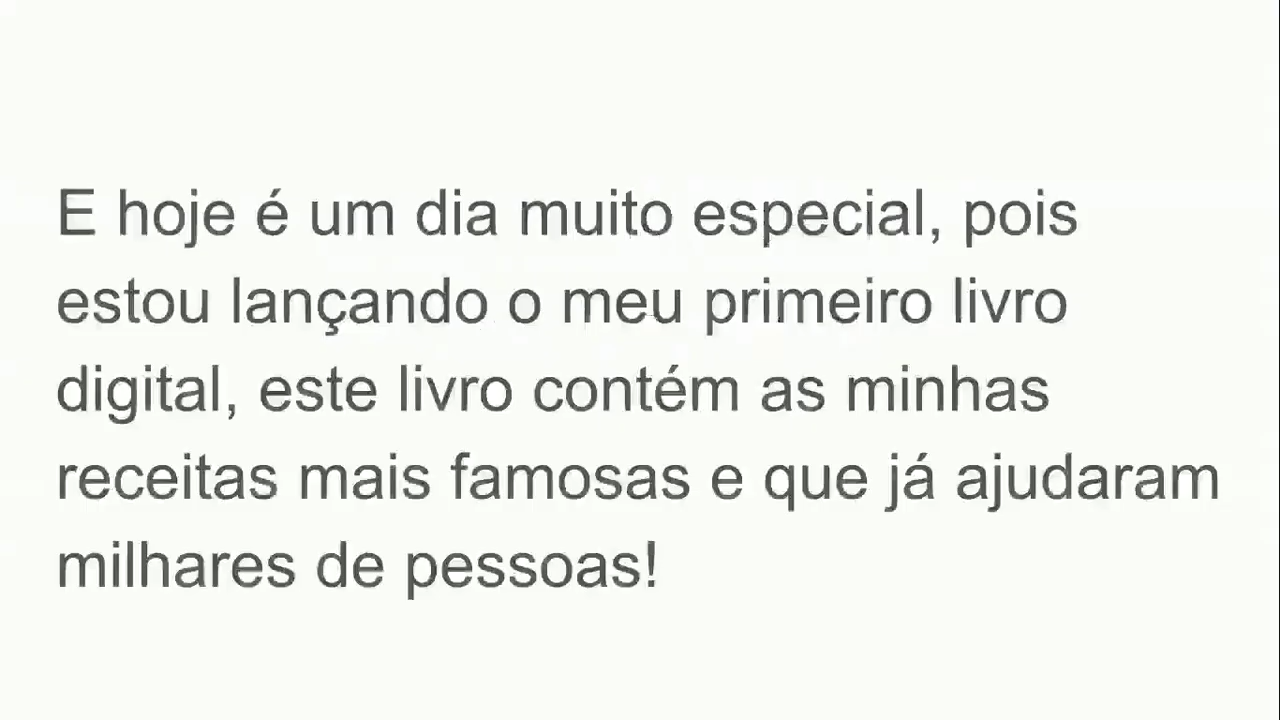 E hoje é um dia muito especial, pois
estou lançando o meu primeiro livro
digital, este livro contém as minhas
receitas mais famosas e que já ajudaram
milhares de pessoas!